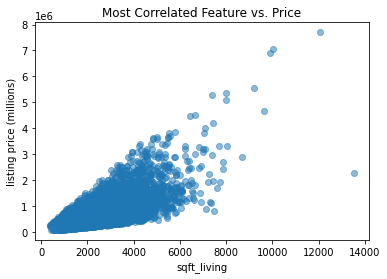 Most Correlated Feature vs. Price
1e6
8
7
6
5
4
3
2
1
0
listing price (millions)
0 2000 4000 6000 8000 10000 12000 14000
sqft_living